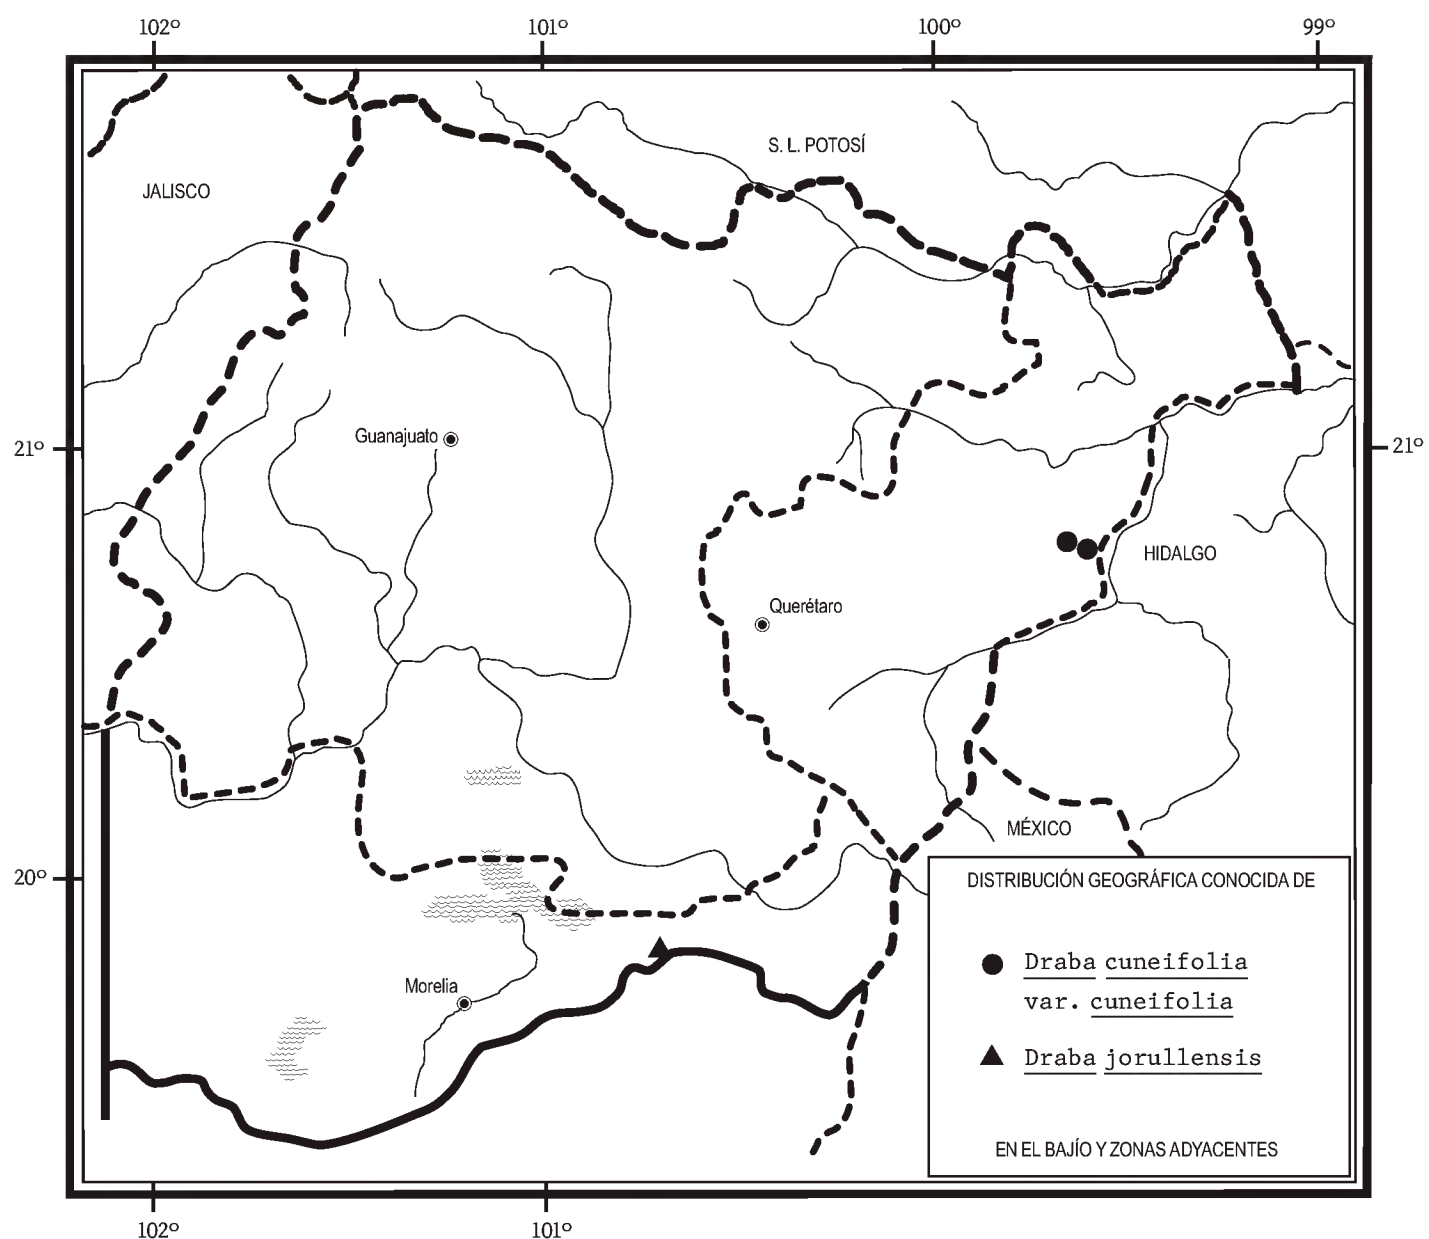 102º 101º 100º 99º
S. L. POTOSÍ
JALISCO
Guanajuato
21º 21º
HIDALGO
Querétaro
MÉXICO
20º
DISTRIBUCIÓN GEOGRÁFICA CONOCIDA DE
Draba cuneifolia
var. cuneifolia
Morelia
Draba jorullensis
EN EL BAJÍO Y ZONAS ADYACENTES
102º 101º